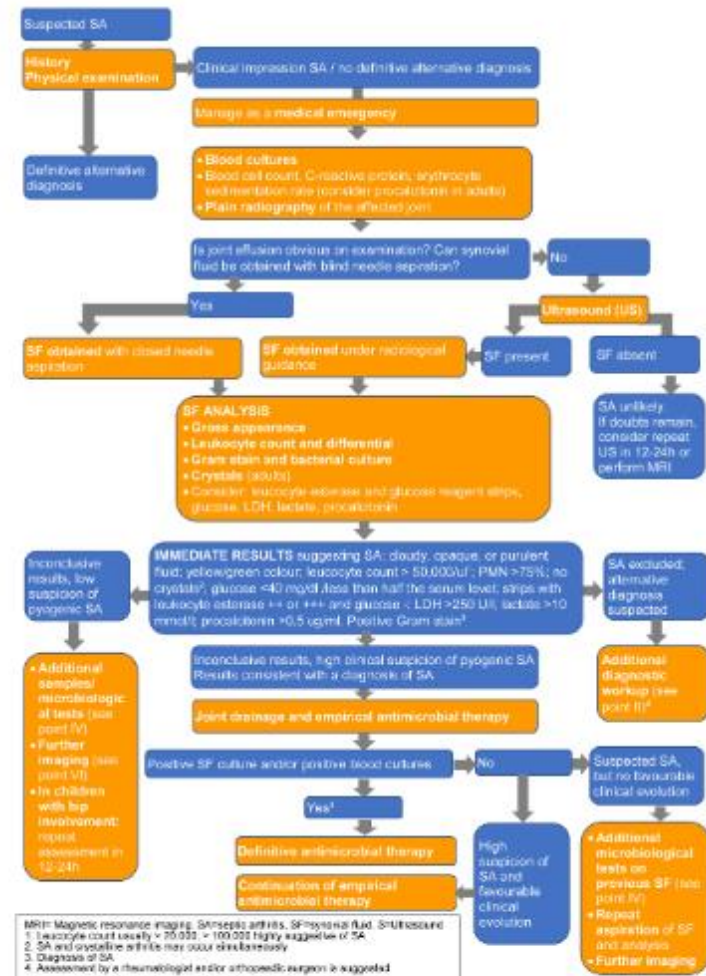 Suspected SA
History
Physical examination
Clinical impression SA / no definitive alternative diagnosis
Manage as a medical emergency
Definitive alternative
diagnosis
• Blood cultures
• Blood cell count, C-reactive protein, erythrocyte
sedimentation rate (consider procalcitonin in adults)
• Plain radiography of the affected joint
Is joint effusion obvious on examination? Can synovial
fluid be obtained with blind needle aspiration?
No
Yes
Ultrasound (US)
SF obtained with closed needle
aspiration
SF obtained under radiological
guidance
SF present
SF absent
SA unlikely.
If doubts remain,
consider repeat
US in 12-24h or
perform MRI
SF ANALYSIS
• Gross appearance
• Leukocyte count and differential
• Gram stain and bacterial culture
• Crystals (adults)
• Consider: leucocyte esterase and glucose reagent strips,
glucose, LDH, lactate, procalcitonin
Inconclusive
results, low
suspicion of
pyogenic SA
IMMEDIATE RESULTS suggesting SA: cloudy, opaque, or purulent
fluid; yellow/green colour; leucocyte count > 50,000/ul¹; PMN >75%; no
crystals²; glucose <40 mg/dl /less than half the serum level; strips with
leukocyte esterase ++ or +++ and glucose -; LDH >250 U/l; lactate >10
mmol/l; procalcitonin >0.5 ug/ml. Positive Gram stain³
SA excluded;
alternative
diagnosis
suspected
Inconclusive results, high clinical suspicion of pyogenic SA
Results consistent with a diagnosis of SA
• Additional
samples/
microbiologic
al tests (see
point IV)
• Further
imaging (see
point VI)
• In children
with hip
involvement:
repeat
assessment in
12-24h
Additional
diagnostic
workup (see
point II)⁴
Joint drainage and empirical antimicrobial therapy
Positive SF culture and/or positive blood cultures
No
Suspected SA,
but no favourable
clinical evolution
Yes³
Definitive antimicrobial therapy
Continuation of empirical
antimicrobial therapy
High
suspicion of
SA and
favourable
clinical
evolution
• Additional
microbiological
tests on
previous SF (see
point IV)
• Repeat
aspiration of SF
and analysis
• Further imaging
MRI= Magnetic resonance imaging, SA=septic arthritis, SF=synovial fluid, S=Ultrasound
1. Leucocyte count usually > 20,000, > 100,000 highly suggestive of SA
2. SA and crystalline arthritis may occur simultaneously
3. Diagnosis of SA
4. Assessment by a rheumatologist and/or orthopaedic surgeon is suggested